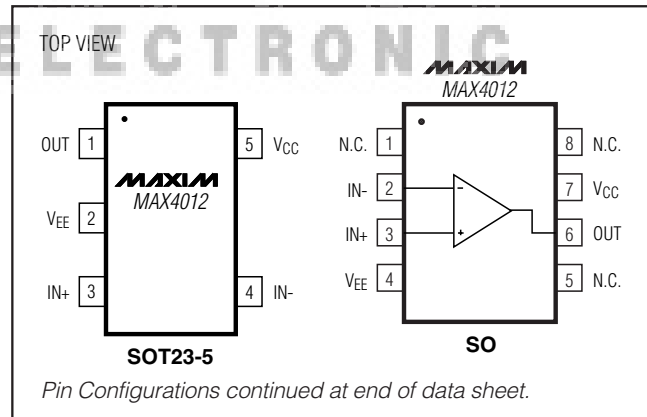 ELECTRONIC
TOP VIEW
MAXIM
MAX4012
OUT 1
5 VCC
VEE 2
IN+ 3
4 IN-
SOT23-5
MAXIM
MAX4012
N.C. 1
8 N.C.
IN- 2
7 VCC
IN+ 3
6 OUT
VEE 4
5 N.C.
-
+
SO
Pin Configurations continued at end of data sheet.